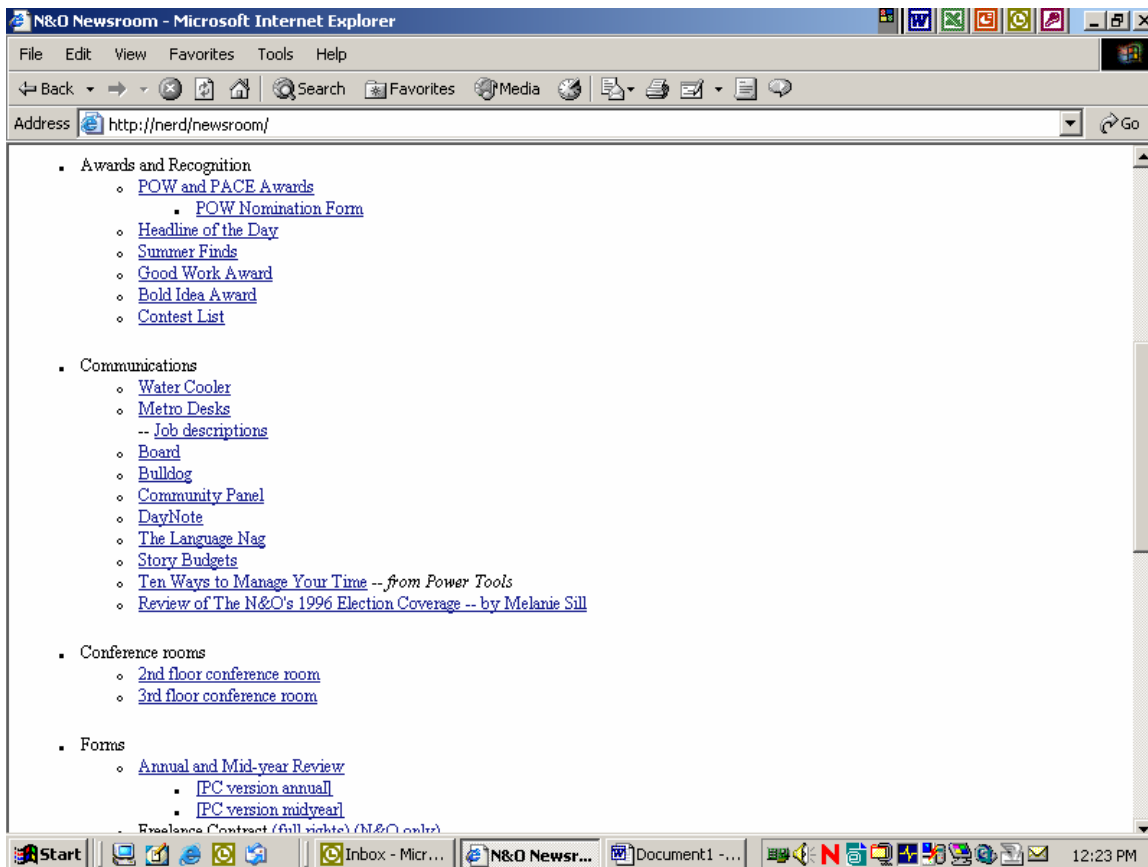 N&O Newsroom - Microsoft Internet Explorer
File Edit View Favorites Tools Help
Back Search Favorites Media
Address http://nerd/newsroom/ Go
Awards and Recognition
POW and PACE Awards
POW Nomination Form
Headline of the Day
Summer Finds
Good Work Award
Bold Idea Award
Contest List
Communications
Water Cooler
Metro Desks
-- Job descriptions
Board
Bulldog
Community Panel
DayNote
The Language Nag
Story Budgets
Ten Ways to Manage Your Time -- from Power Tools
Review of The N&O's 1996 Election Coverage -- by Melanie Sill
Conference rooms
2nd floor conference room
3rd floor conference room
Forms
Annual and Mid-year Review
[PC version annual]
[PC version midyear]
Freelance Contract (full rights) (N&O only)
Start Inbox - Micr... N&O Newsr... Document1 -... 12:23 PM